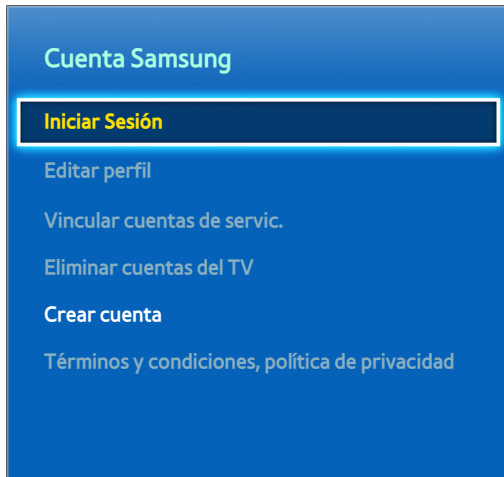 Cuenta Samsung
Iniciar Sesión
Editar perfil
Vincular cuentas de servic.
Eliminar cuentas del TV
Crear cuenta
Términos y condiciones, política de privacidad